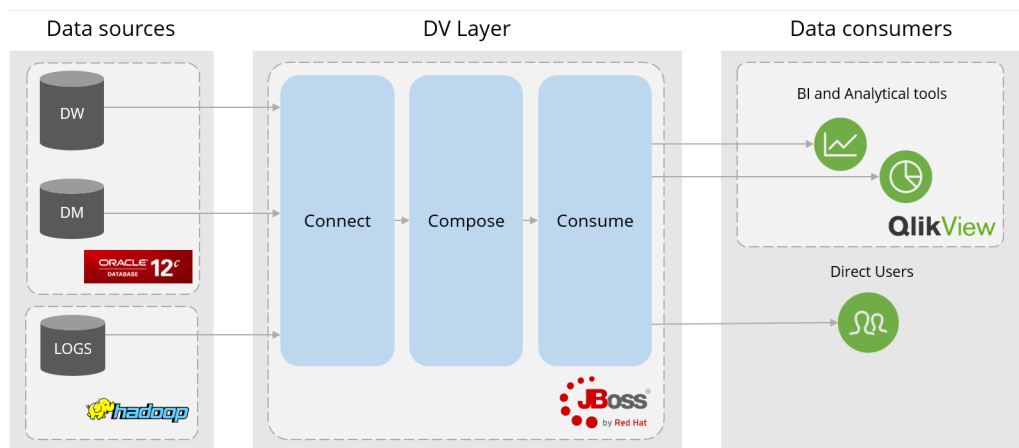 Data sources
DV Layer
Data consumers
DW
DM
ORACLE®
DATABASE
12c
LOGS
hadoop
Connect
Compose
Consume
JBoss®
by Red Hat
BI and Analytical tools
QlikView
Direct Users